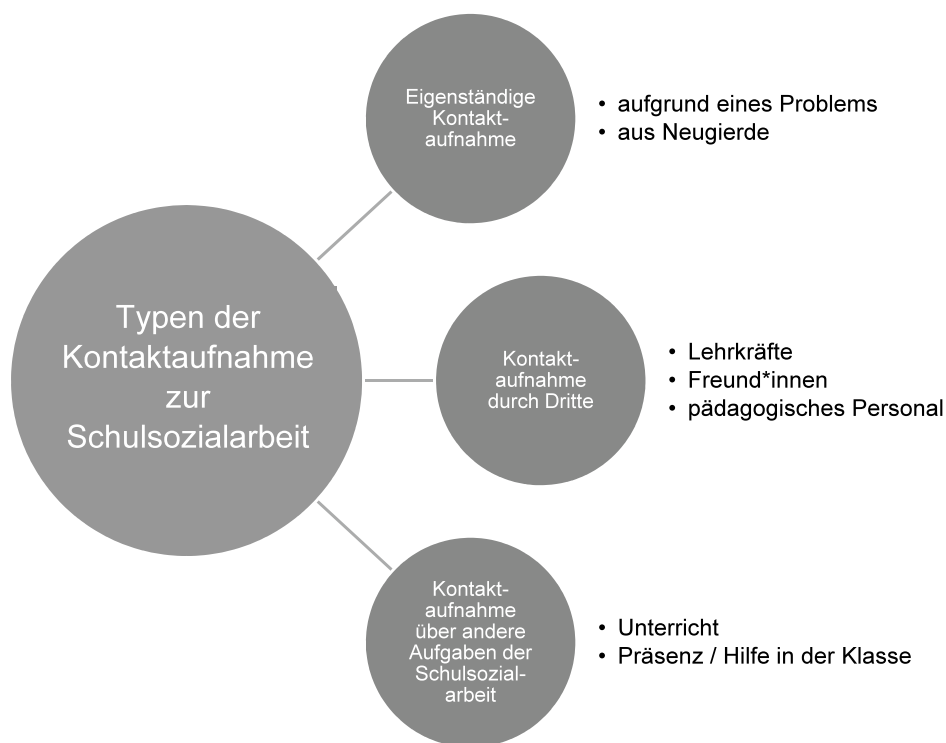 Eigenständige
Kontakt-
aufnahme
• aufgrund eines Problems
• aus Neugierde
Typen der
Kontaktaufnahme
zur
Schulsozialarbeit
Kontakt-
aufnahme
durch Dritte
• Lehrkräfte
• Freund*innen
• pädagogisches Personal
Kontakt-
aufnahme
über andere
Aufgaben der
Schulsozial-
arbeit
• Unterricht
• Präsenz / Hilfe in der Klasse